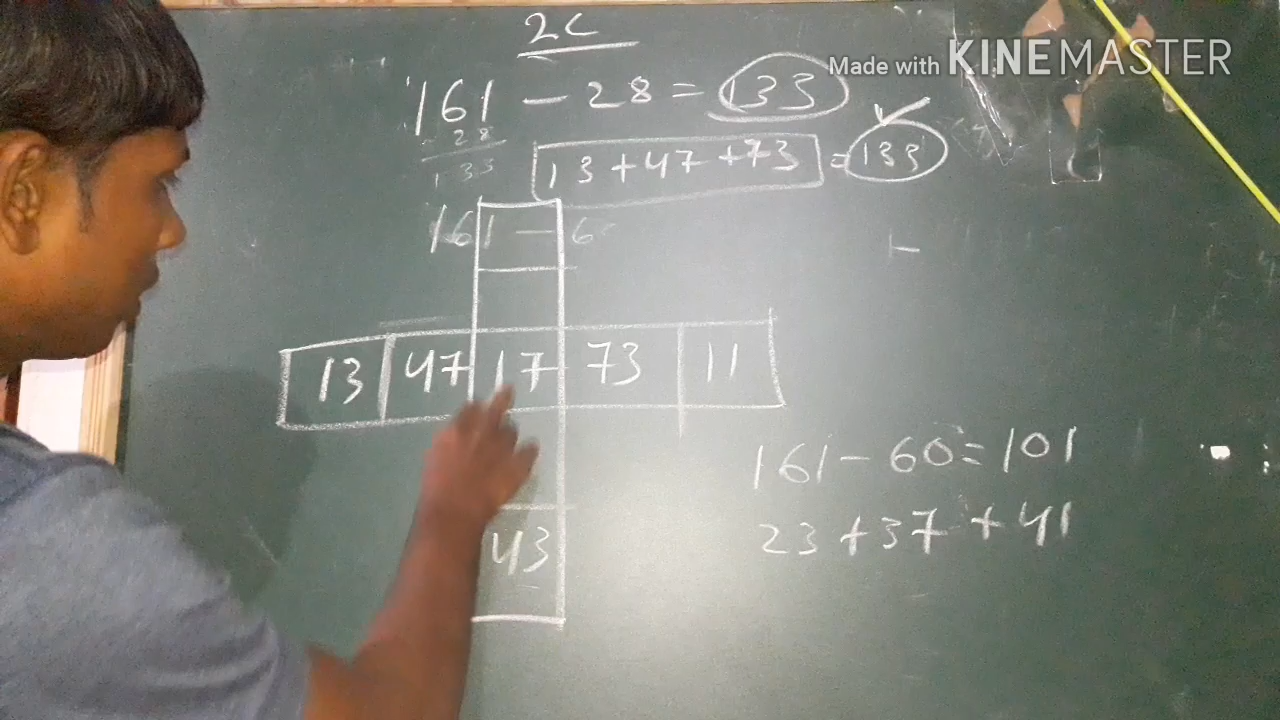 2C
Made with KINEMASTER
161 - 28 = 133
28
133
13 + 47 + 73 = 133
161 - 6
13 47 17 73 11
161 - 60 = 101
23 + 37 + 41
43